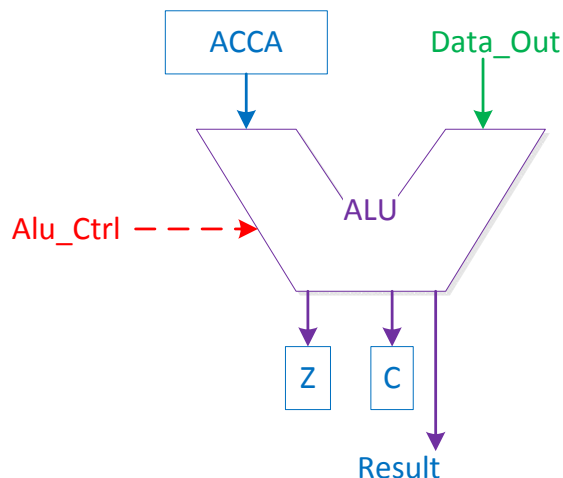 ACCA
Data_Out
ALU
Alu_Ctrl
Z
C
Result